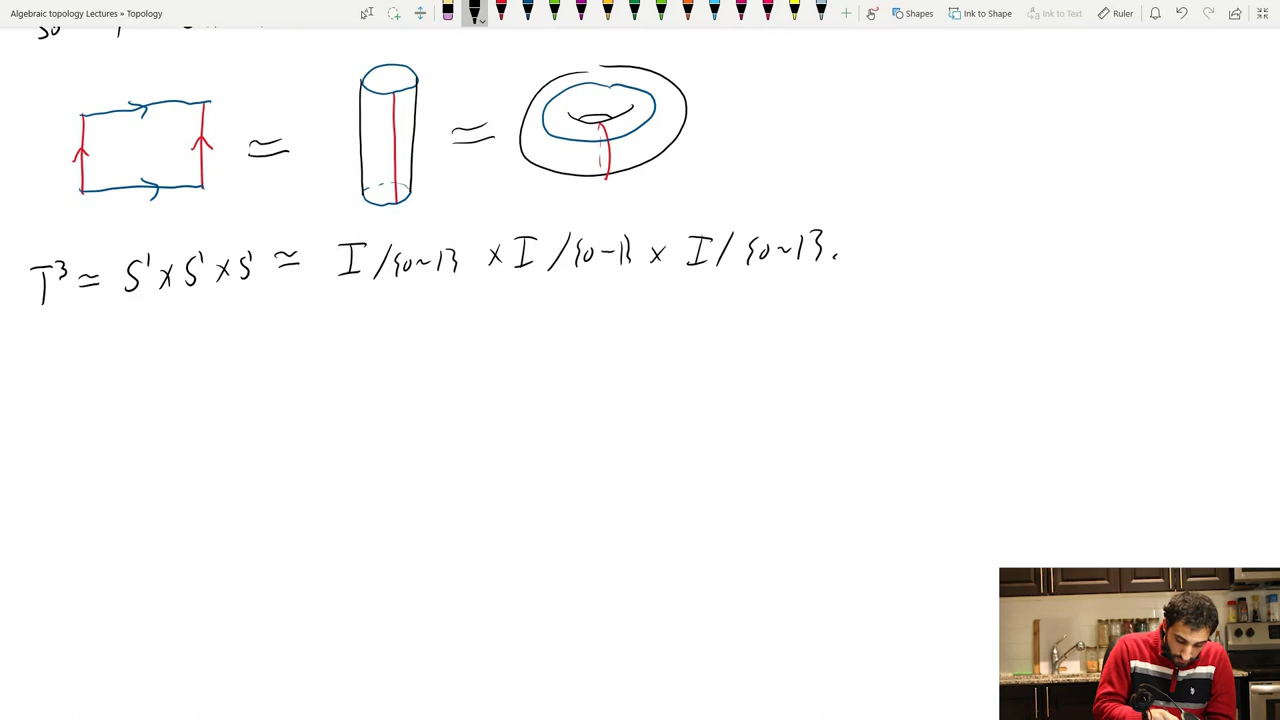 Algebraic topology Lectures » Topology
Shapes Ink to Shape Ink to Text Ruler
so
≃ ≃
T³ ≃ S¹ x S¹ x S¹ ≃ I / {0~1} x I / {0~1} x I / {0~1}.